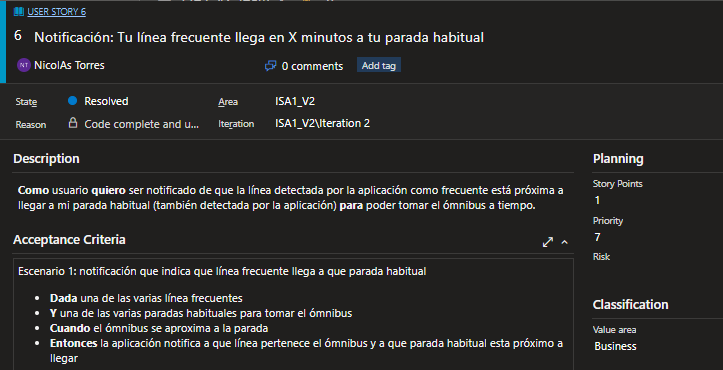 USER STORY 6
6 Notificación: Tu línea frecuente llega en X minutos a tu parada habitual
NT NicolAs Torres 0 comments Add tag
State Resolved Area ISA1_V2
Reason Code complete and u... Iteration ISA1_V2\Iteration 2
Description
Como usuario quiero ser notificado de que la línea detectada por la aplicación como frecuente está próxima a
llegar a mi parada habitual (también detectada por la aplicación) para poder tomar el ómnibus a tiempo.
Acceptance Criteria
Escenario 1: notificación que indica que línea frecuente llega a que parada habitual
• Dada una de las varias línea frecuentes
• Y una de las varias paradas habituales para tomar el ómnibus
• Cuando el ómnibus se aproxima a la parada
• Entonces la aplicación notifica a que línea pertenece el ómnibus y a que parada habitual esta próximo a
llegar
Planning
Story Points
1
Priority
7
Risk
Classification
Value area
Business